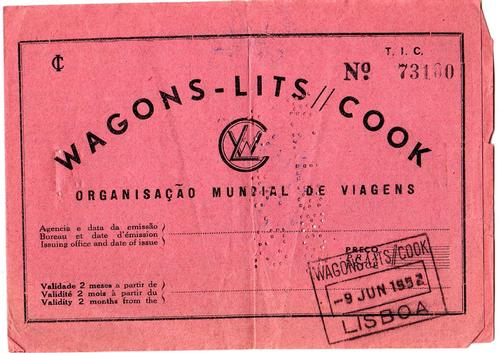 ₵
T. I. C.
Nº 73100
WAGONS-LITS//COOK
WL
ORGANISAÇÃO MUNDIAL DE VIAGENS
Agencia e data da emissão
Bureau et date d'émission
Issuing office and date of issue
PREÇO
WAGONS-LITS//COOK
-9 JUN 1952
LISBOA
Validade 2 meses a partir de
Validité 2 mois à partir du
Validity 2 months from the